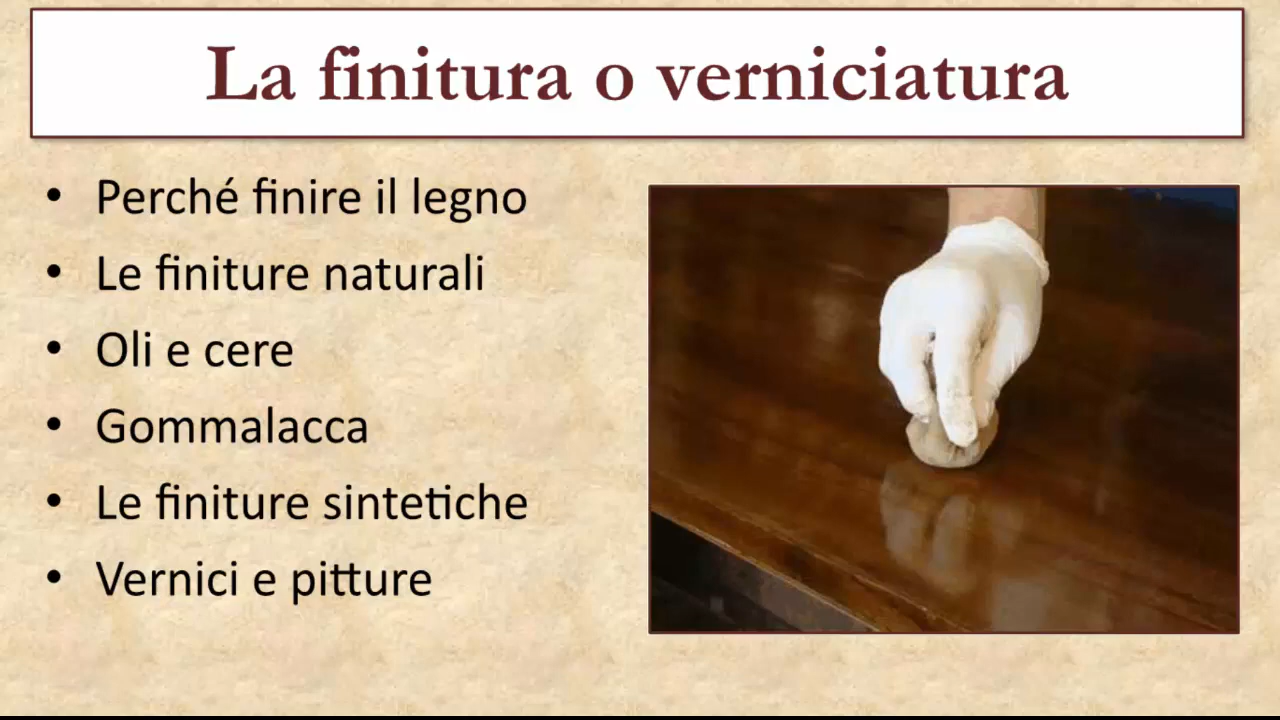 La finitura o verniciatura
• Perché finire il legno
• Le finiture naturali
• Oli e cere
• Gommalacca
• Le finiture sintetiche
• Vernici e pitture